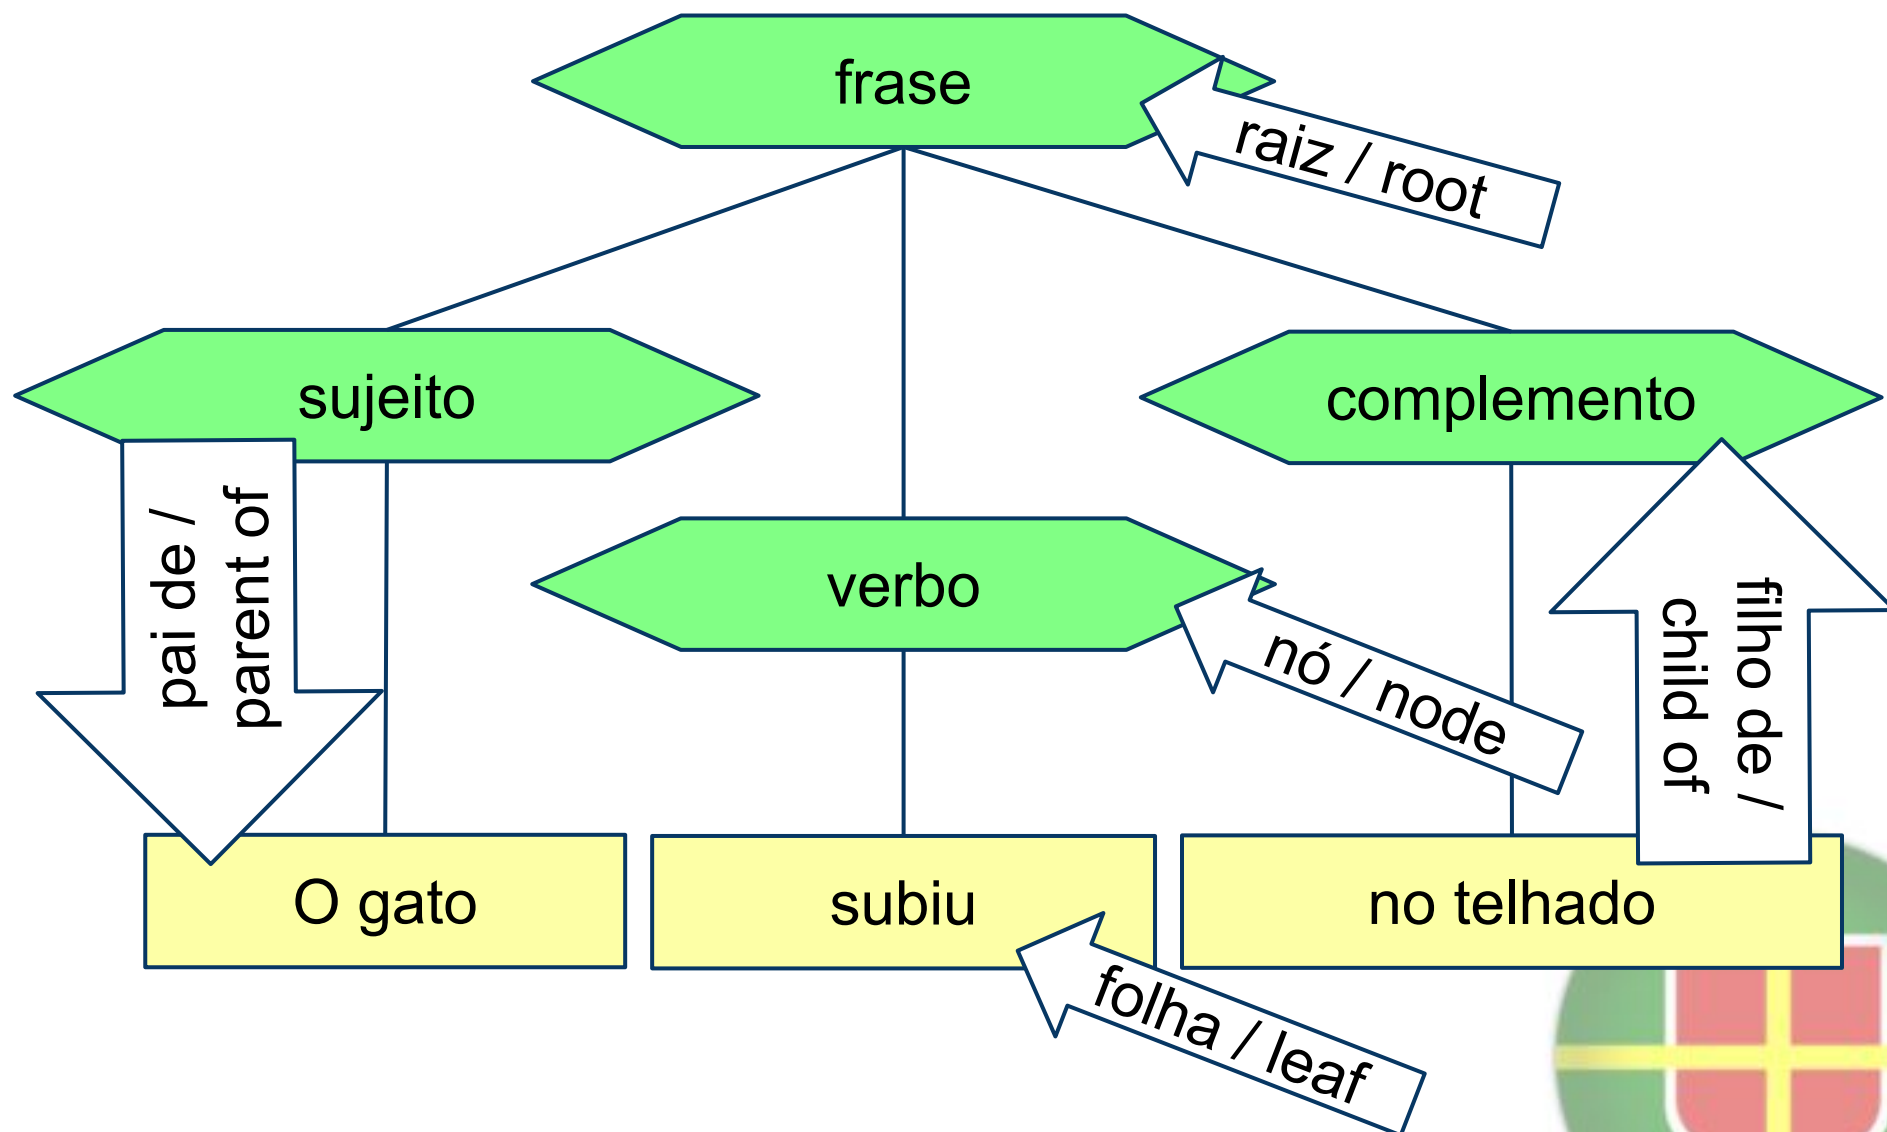 frase
raiz / root
sujeito
complemento
pai de /
parent of
verbo
nó / node
filho de /
child of
O gato
subiu
no telhado
folha / leaf